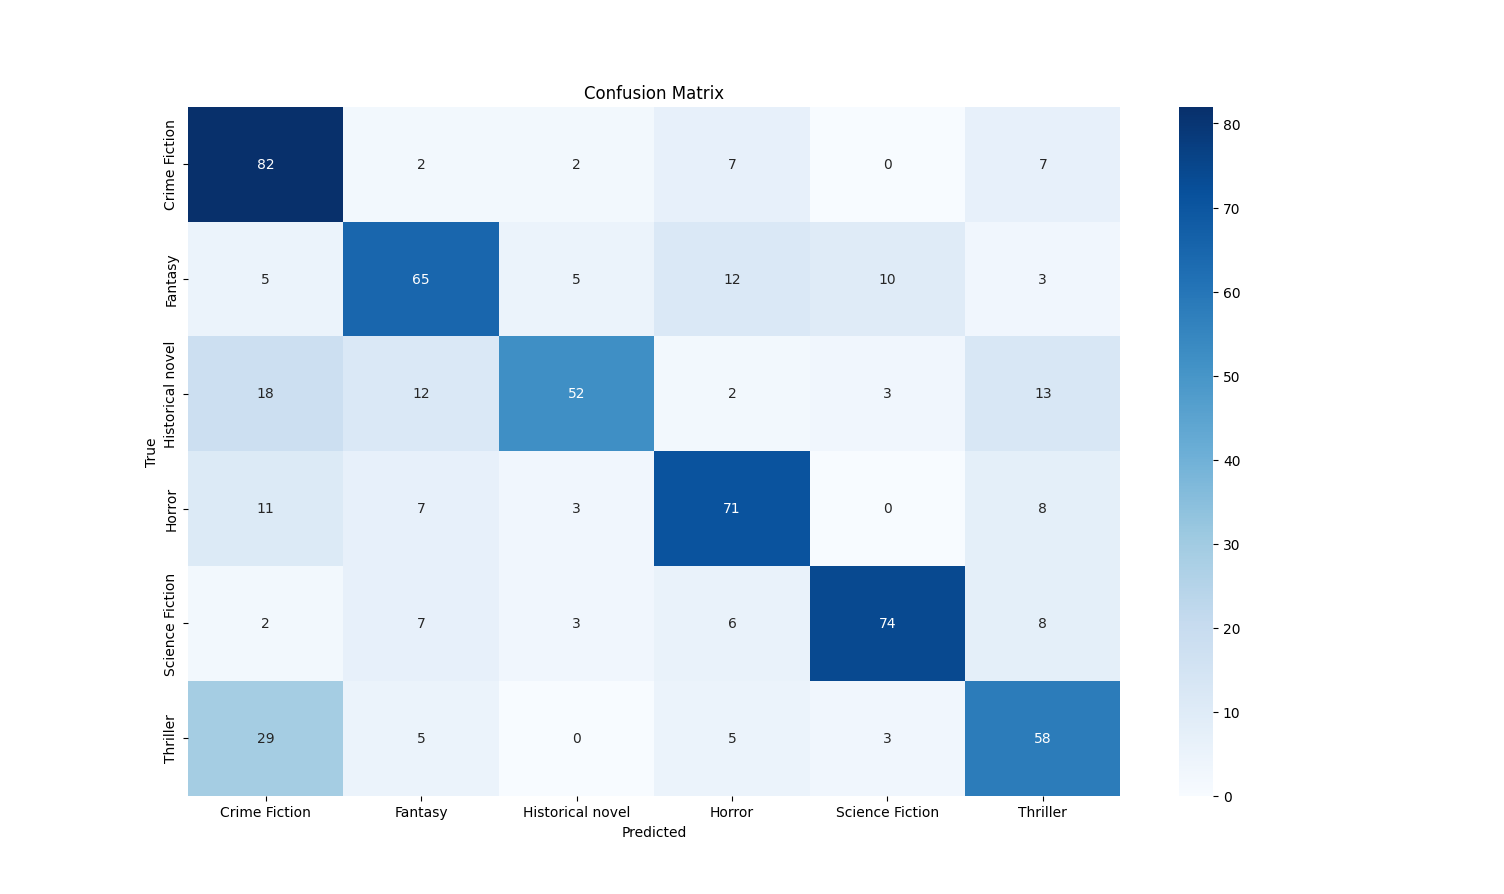 Confusion Matrix
Crime Fiction 82 2 2 7 0 7
Fantasy 5 65 5 12 10 3
Historical novel 18 12 52 2 3 13
Horror 11 7 3 71 0 8
Science Fiction 2 7 3 6 74 8
Thriller 29 5 0 5 3 58
True
Crime Fiction Fantasy Historical novel Horror Science Fiction Thriller
Predicted
80
70
60
50
40
30
20
10
0